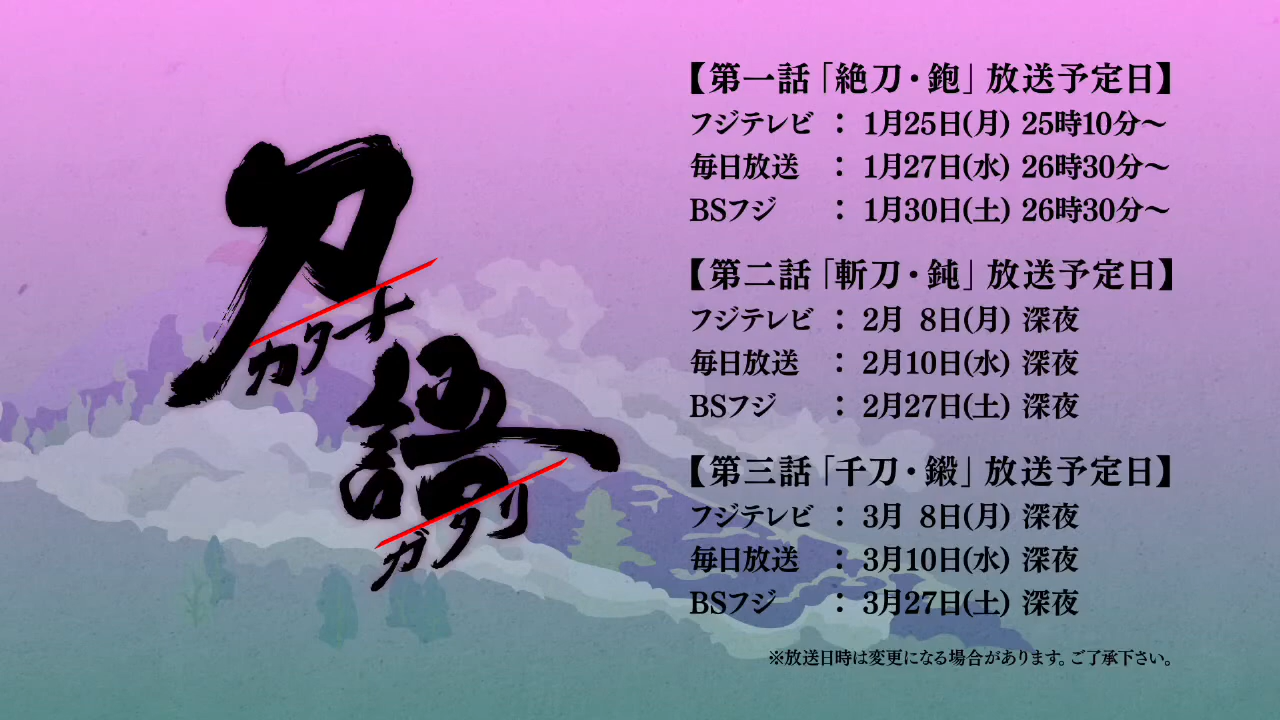 刀
カタナ
語
ガタリ
【第一話「絶刀・鉋」放送予定日】
フジテレビ : 1月25日(月) 25時10分〜
毎日放送 : 1月27日(水) 26時30分〜
BSフジ : 1月30日(土) 26時30分〜
【第二話「斬刀・鈍」放送予定日】
フジテレビ : 2月 8日(月) 深夜
毎日放送 : 2月10日(水) 深夜
BSフジ : 2月27日(土) 深夜
【第三話「千刀・鎩」放送予定日】
フジテレビ : 3月 8日(月) 深夜
毎日放送 : 3月10日(水) 深夜
BSフジ : 3月27日(土) 深夜
※放送日時は変更になる場合があります。ご了承下さい。